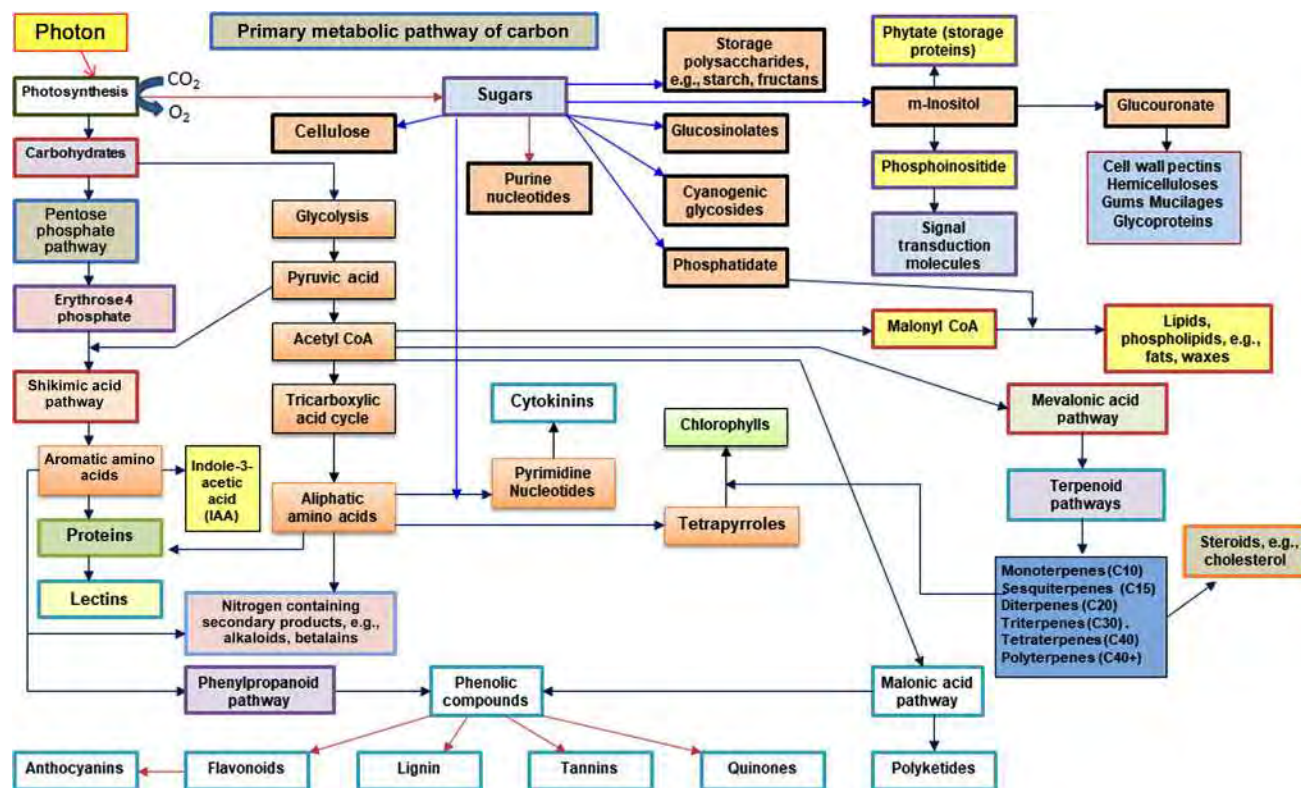 Photon
Primary metabolic pathway of carbon
CO2
Photosynthesis
O2
Sugars
Storage
polysaccharides,
e.g., starch, fructans
Phytate (storage
proteins)
m-Inositol
Glucouronate
Cellulose
Glucosinolates
Carbohydrates
Phosphoinositide
Cell wall pectins
Hemicelluloses
Gums Mucilages
Glycoproteins
Purine
nucleotides
Cyanogenic
glycosides
Pentose
phosphate
pathway
Glycolysis
Signal
transduction
molecules
Phosphatidate
Pyruvic acid
Erythrose4
phosphate
Acetyl CoA
Malonyl CoA
Lipids,
phospholipids, e.g.,
fats, waxes
Shikimic acid
pathway
Tricarboxylic
acid cycle
Cytokinins
Chlorophylls
Mevalonic acid
pathway
Aromatic amino
acids
Indole-3-
acetic
acid
(IAA)
Aliphatic
amino acids
Pyrimidine
Nucleotides
Tetrapyrroles
Terpenoid
pathways
Proteins
Steroids, e.g.,
cholesterol
Lectins
Monoterpenes (C10)
Sesquiterpenes (C15)
Diterpenes (C20)
Triterpenes (C30) .
Tetraterpenes (C40)
Polyterpenes (C40+)
Nitrogen containing
secondary products, e.g.,
alkaloids, betalains
Phenylpropanoid
pathway
Phenolic
compounds
Malonic acid
pathway
Anthocyanins
Flavonoids
Lignin
Tannins
Quinones
Polyketides